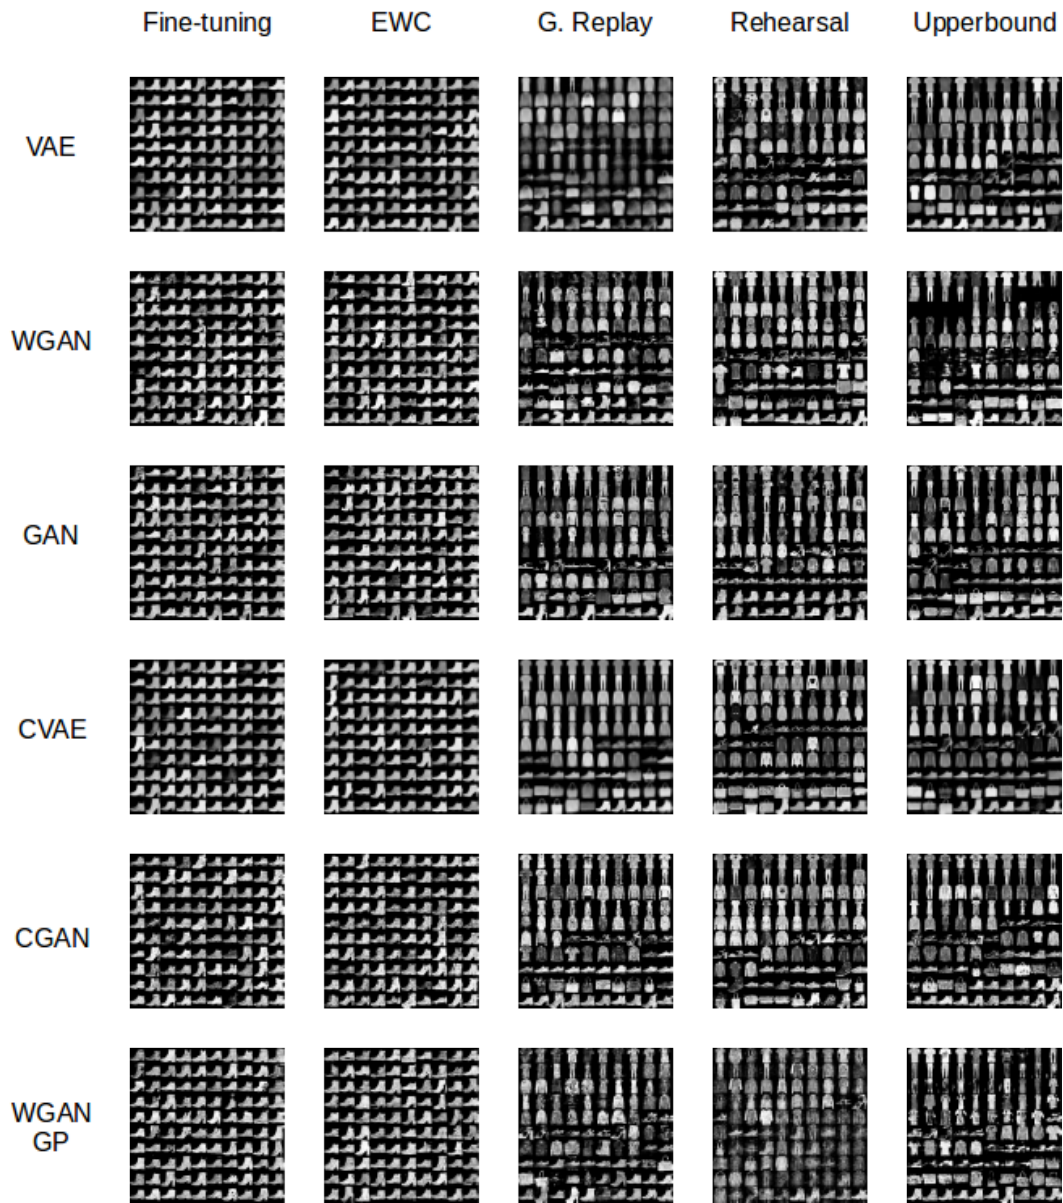 Fine-tuning EWC G. Replay Rehearsal Upperbound
VAE
WGAN
GAN
CVAE
CGAN
WGAN
GP